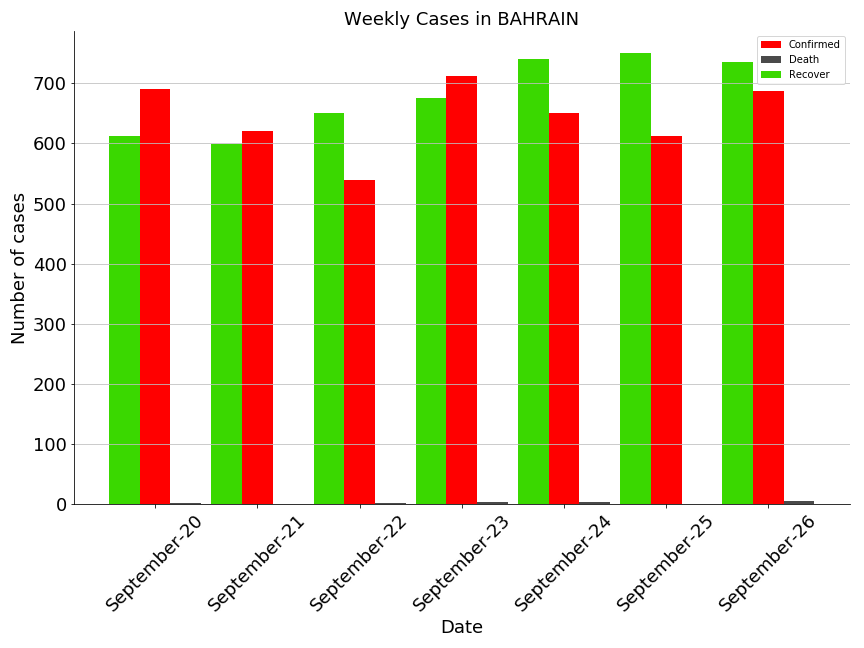 Weekly Cases in BAHRAIN
Confirmed
Death
Recover
Number of cases
700
600
500
400
300
200
100
0
September-20
September-21
September-22
September-23
September-24
September-25
September-26
Date